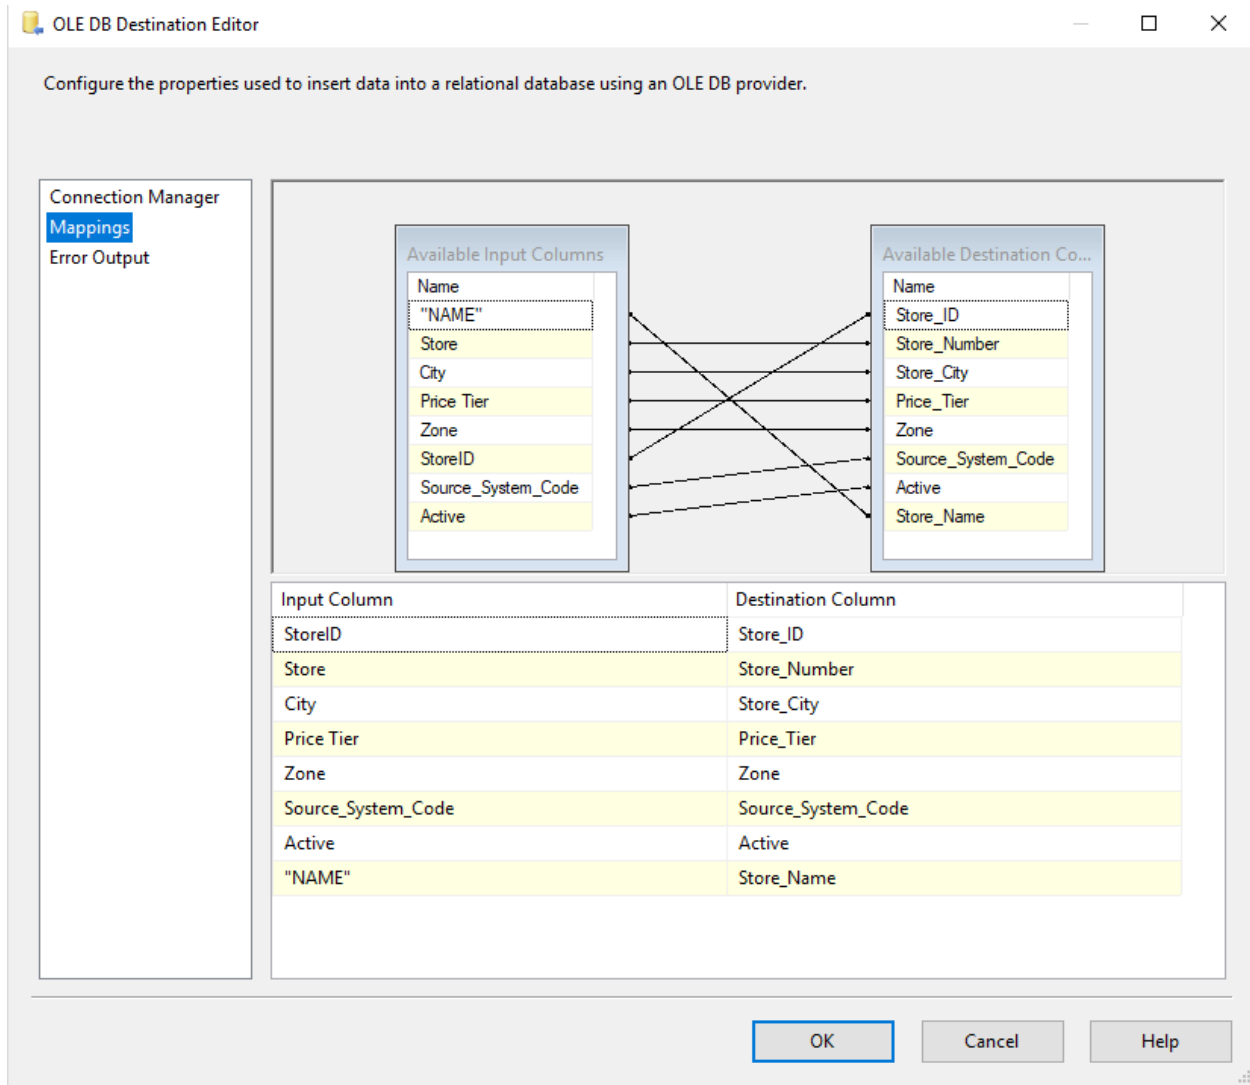 OLE DB Destination Editor
Configure the properties used to insert data into a relational database using an OLE DB provider.
Connection Manager
Mappings
Error Output
Available Input Columns
Name
"NAME"
Store
City
Price Tier
Zone
StoreID
Source_System_Code
Active
Available Destination Co...
Name
Store_ID
Store_Number
Store_City
Price_Tier
Zone
Source_System_Code
Active
Store_Name
Input Column Destination Column
StoreID Store_ID
Store Store_Number
City Store_City
Price Tier Price_Tier
Zone Zone
Source_System_Code Source_System_Code
Active Active
"NAME" Store_Name
OK Cancel Help